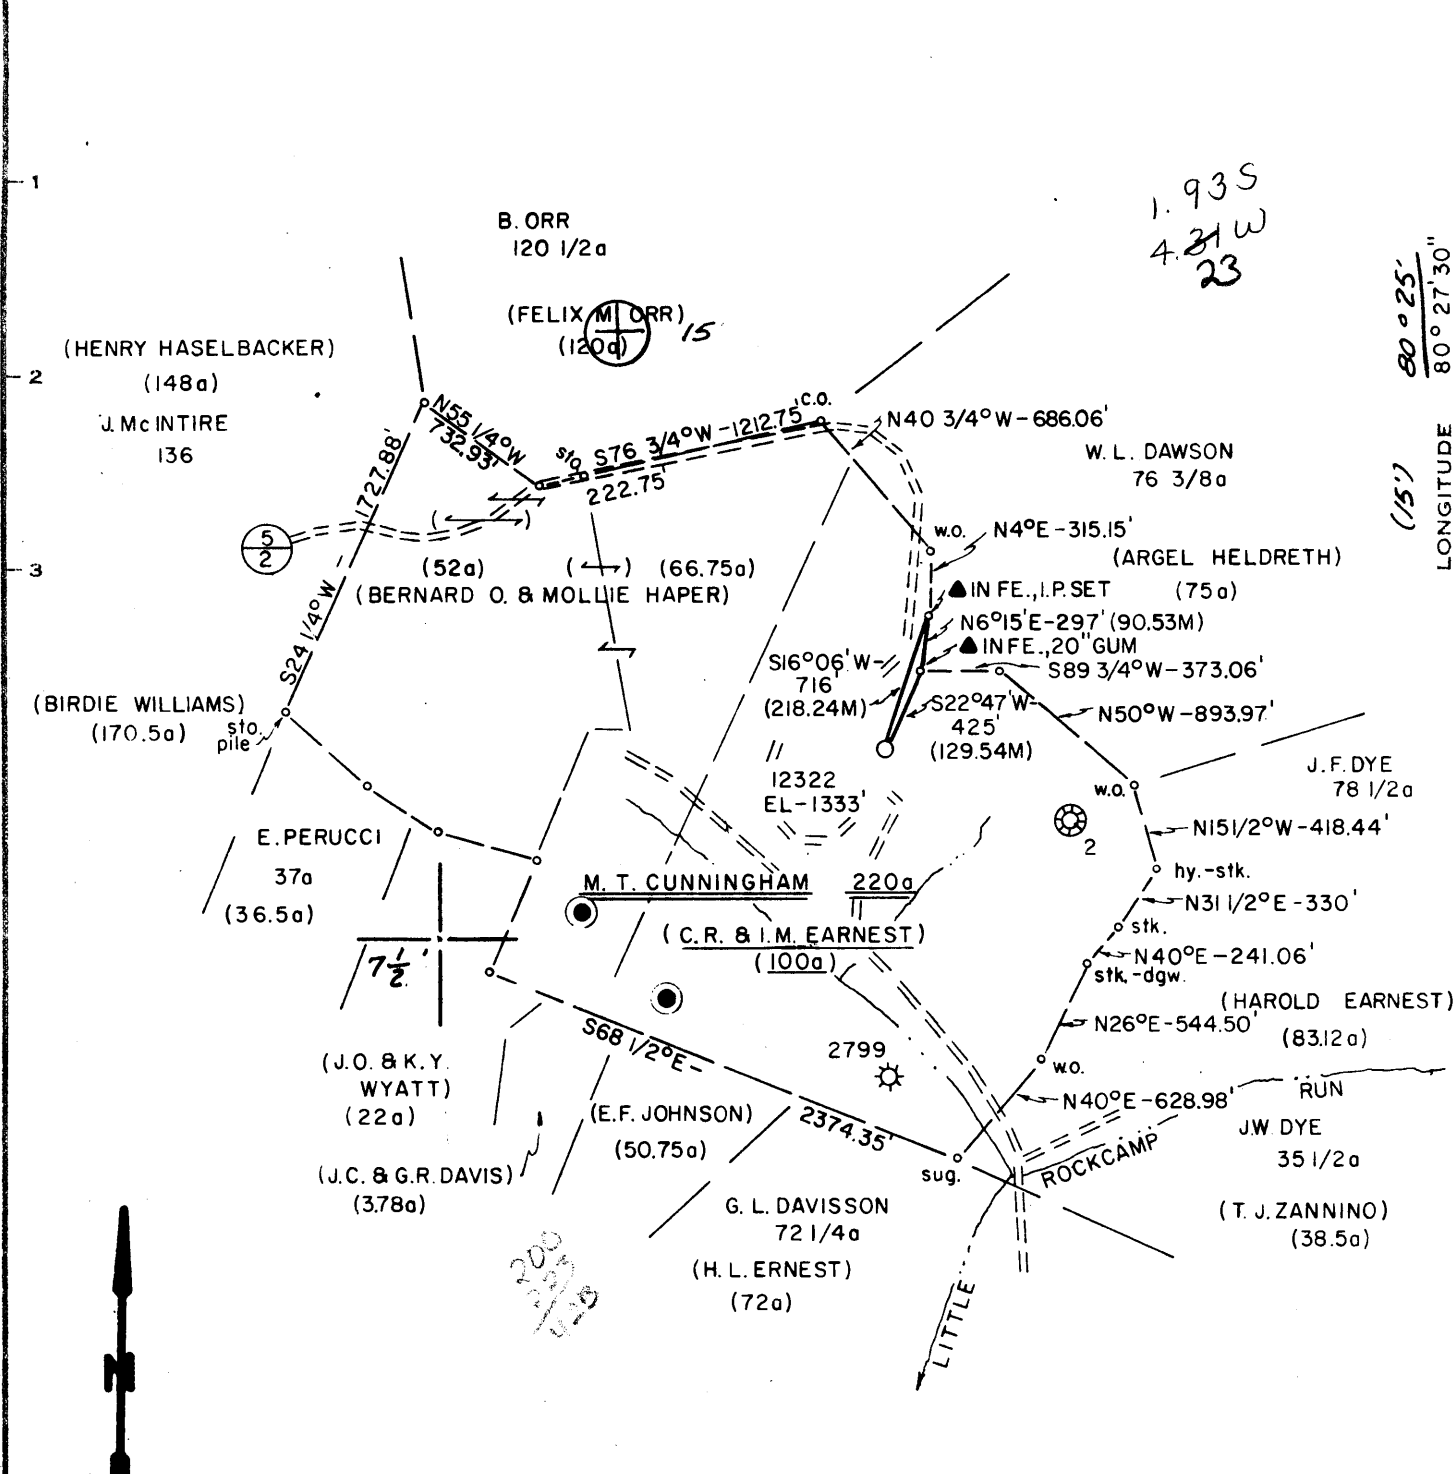 1
1.93S
4.31 W
23
B. ORR
120 1/2a
80° 25'
80° 27' 30"
LONGITUDE
(15')
(FELIX M. ORR)
(120a)
15
(HENRY HASELBACKER)
(148a)
2
J. McINTIRE
136
N55 1/4°W
732.93'
sto.
S76 3/4°W-1212.75'
222.75'
c.o.
N40 3/4°W-686.06'
W. L. DAWSON
76 3/8a
1727.88'
S24 1/4°W -
5
2
3
w.o.
N4°E-315.15'
(ARGEL HELDRETH)
(75a)
(52a)
(66.75a)
(BERNARD O. & MOLLIE HAPER)
IN FE., I.P. SET
N6°15'E-297' (90.53M)
IN FE., 20" GUM
S89 3/4°W-373.06'
S16°06'W-
716'
(218.24M)
S22°47'W-
425'
(129.54M)
N50°W-893.97'
(BIRDIE WILLIAMS)
(170.5a)
sto.
pile
12322
EL-1333'
J. F. DYE
78 1/2a
w.o.
2
N15 1/2°W-418.44'
E. PERUCCI
37a
(36.5a)
hy.-stk.
M. T. CUNNINGHAM 220a
N31 1/2°E-330'
stk.
(C.R. & I.M. EARNEST)
(100a)
7 1/2'
N40°E-241.06'
stk.-dgw.
(HAROLD EARNEST)
(83.12a)
N26°E-544.50'
S68 1/2°E-
2374.35'
2799
w.o.
(J.O. & K.Y.
WYATT)
(22a)
N40°E-628.98'
RUN
(E.F. JOHNSON)
(50.75a)
J.W. DYE
35 1/2a
ROCKCAMP
sug.
(J.C. & G.R. DAVIS)
(3.78a)
G. L. DAVISSON
72 1/4a
(T. J. ZANNINO)
(38.5a)
(H. L. ERNEST)
(72a)
LITTLE
N